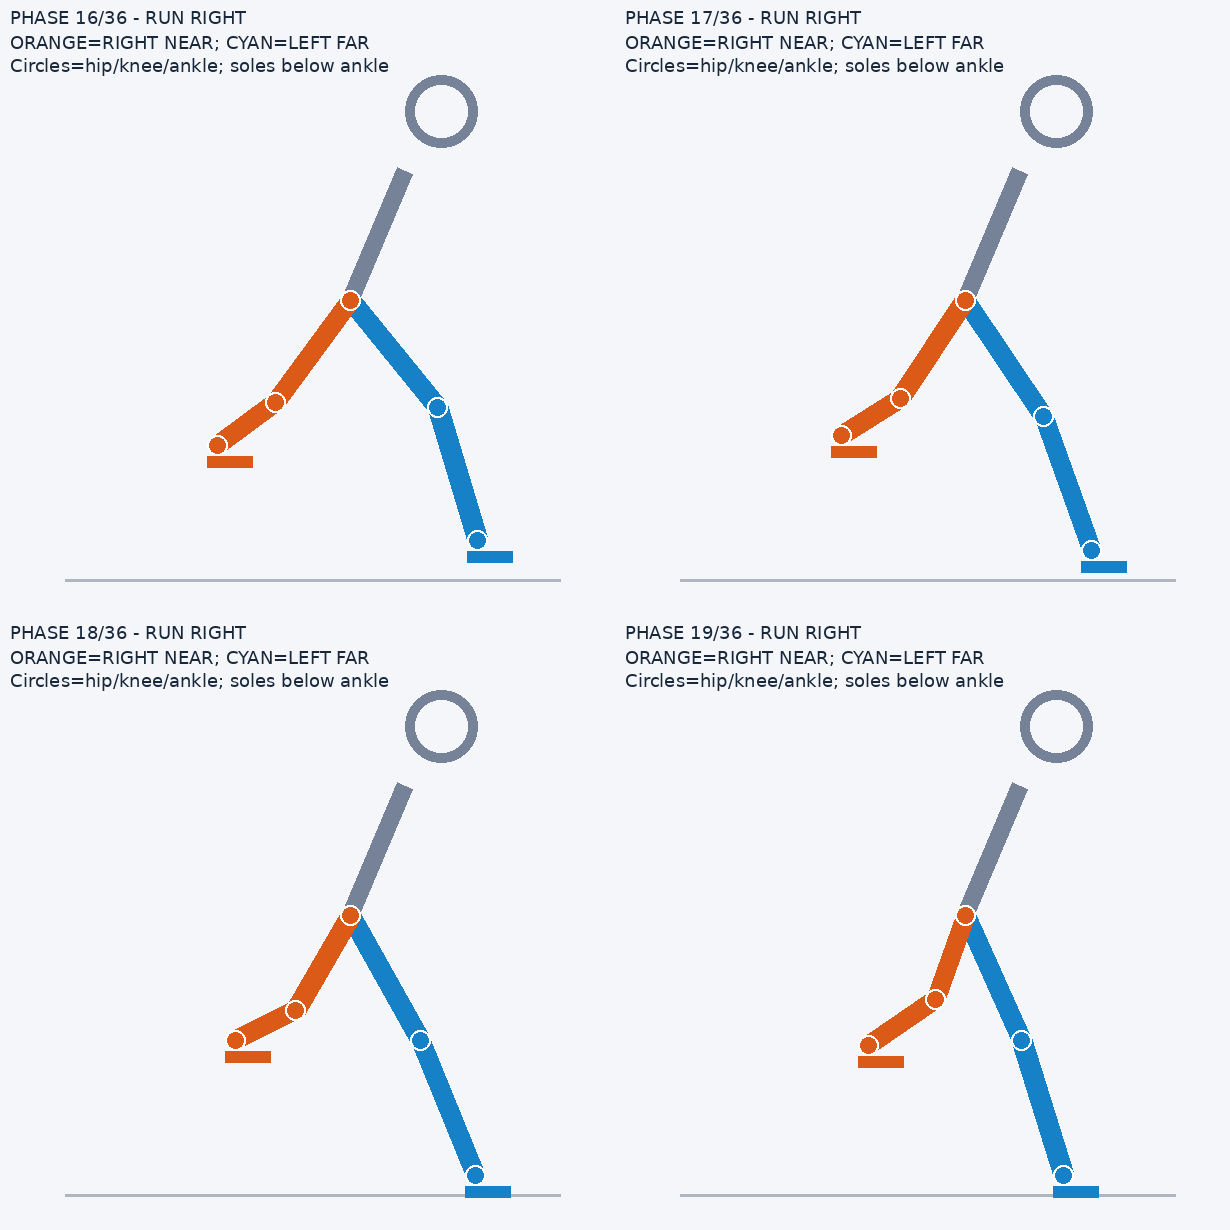 PHASE 16/36 - RUN RIGHT
ORANGE=RIGHT NEAR; CYAN=LEFT FAR
Circles=hip/knee/ankle; soles below ankle
PHASE 17/36 - RUN RIGHT
ORANGE=RIGHT NEAR; CYAN=LEFT FAR
Circles=hip/knee/ankle; soles below ankle
PHASE 18/36 - RUN RIGHT
ORANGE=RIGHT NEAR; CYAN=LEFT FAR
Circles=hip/knee/ankle; soles below ankle
PHASE 19/36 - RUN RIGHT
ORANGE=RIGHT NEAR; CYAN=LEFT FAR
Circles=hip/knee/ankle; soles below ankle